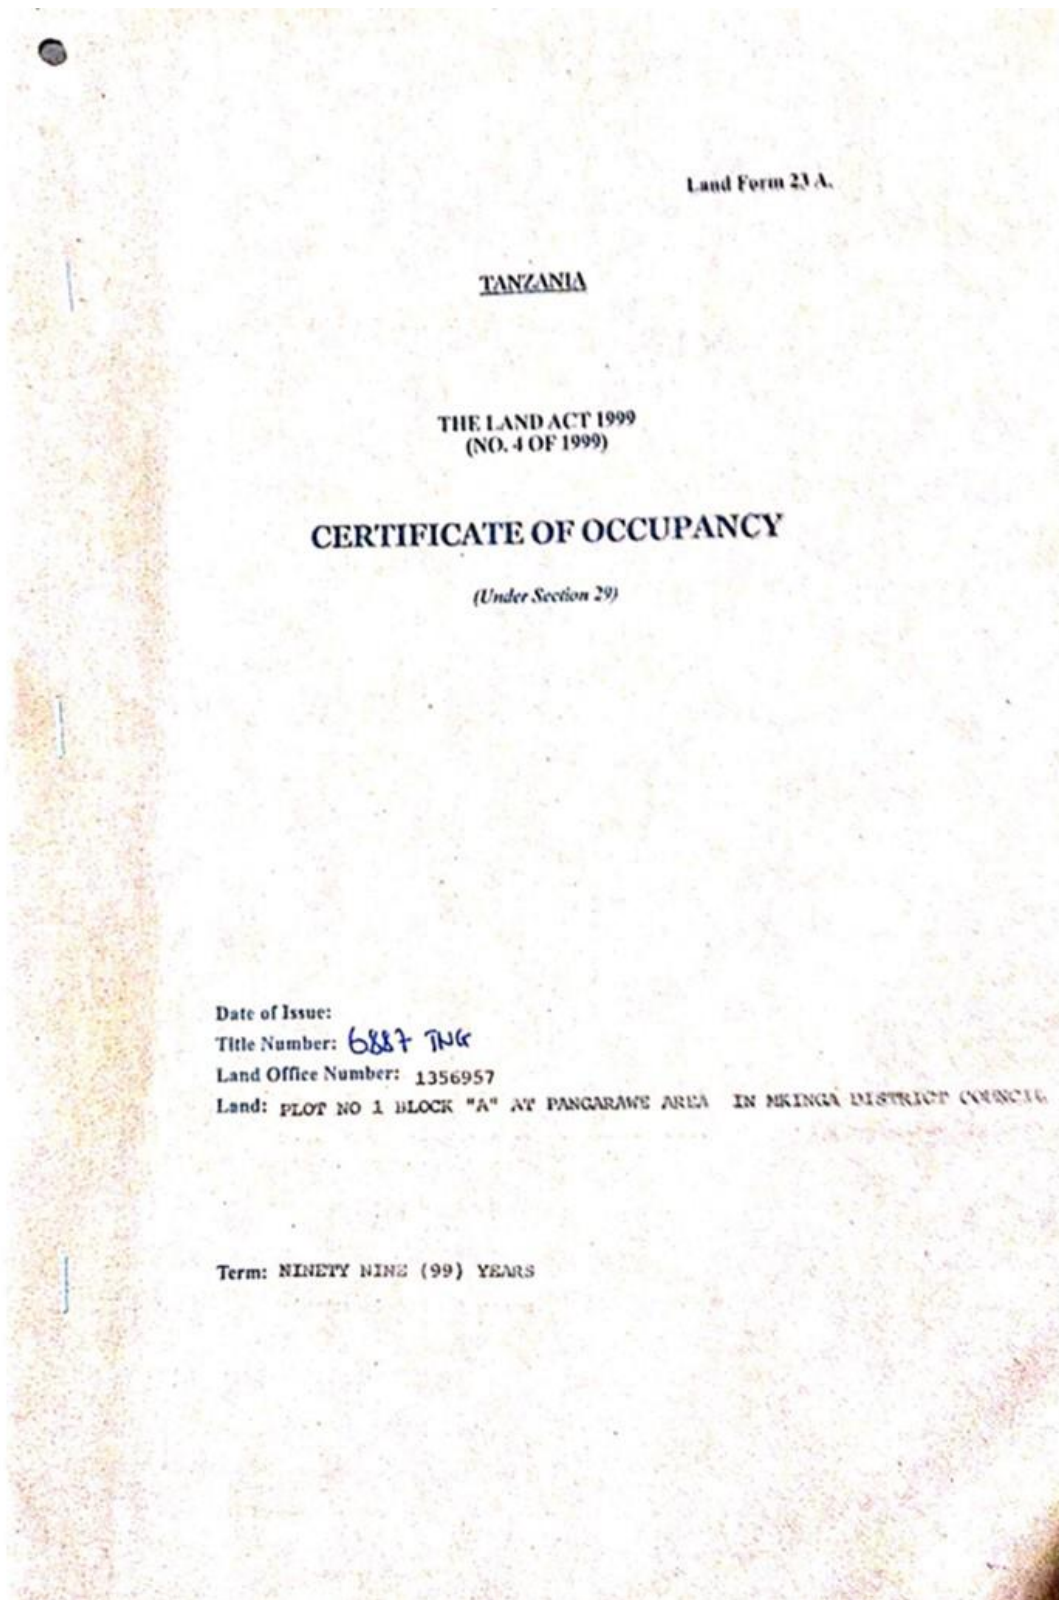 Land Form 23 A.
TANZANIA
THE LAND ACT 1999
(NO. 4 OF 1999)
CERTIFICATE OF OCCUPANCY
(Under Section 29)
Date of Issue:
Title Number: 6887 TNG
Land Office Number: 1356957
Land: PLOT NO 1 BLOCK "A" AT PANGARAWE AREA IN MKINGA DISTRICT COUNCIL
Term: NINETY NINE (99) YEARS